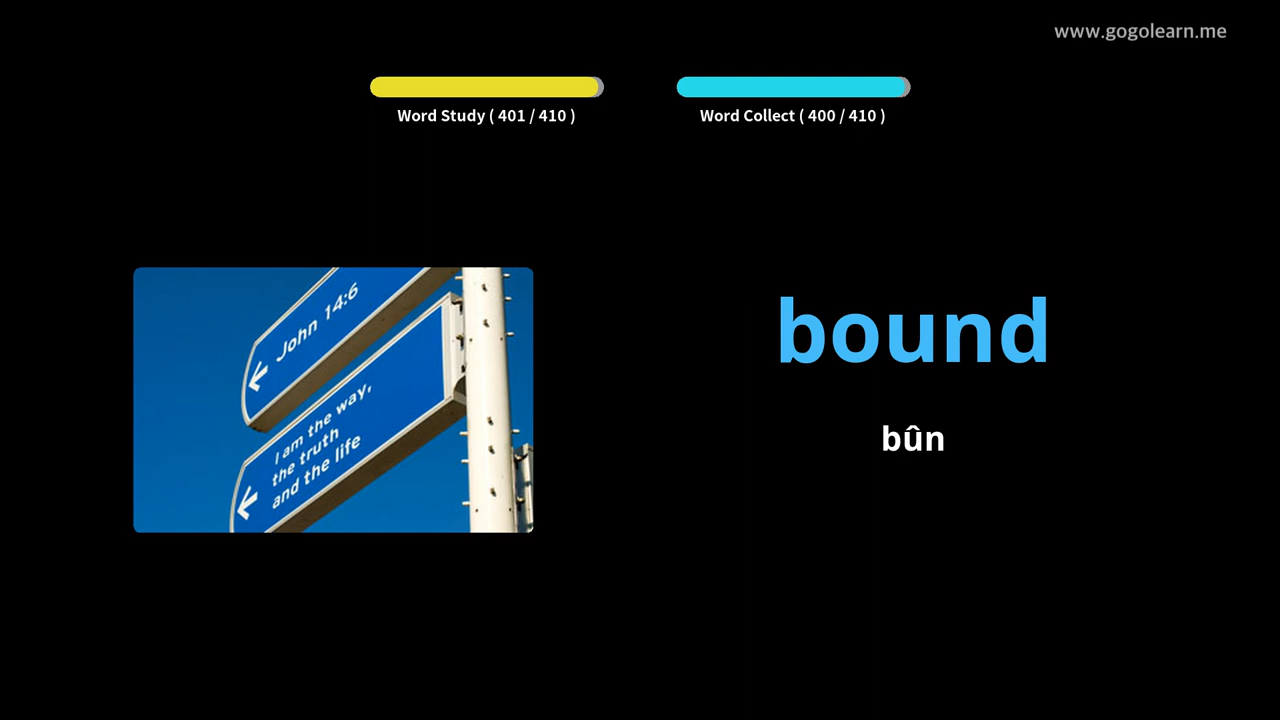 www.gogolearn.me
Word Study ( 401 / 410 )
Word Collect ( 400 / 410 )
John 14:6
I am the way,
the truth
and the life
bound
bûn